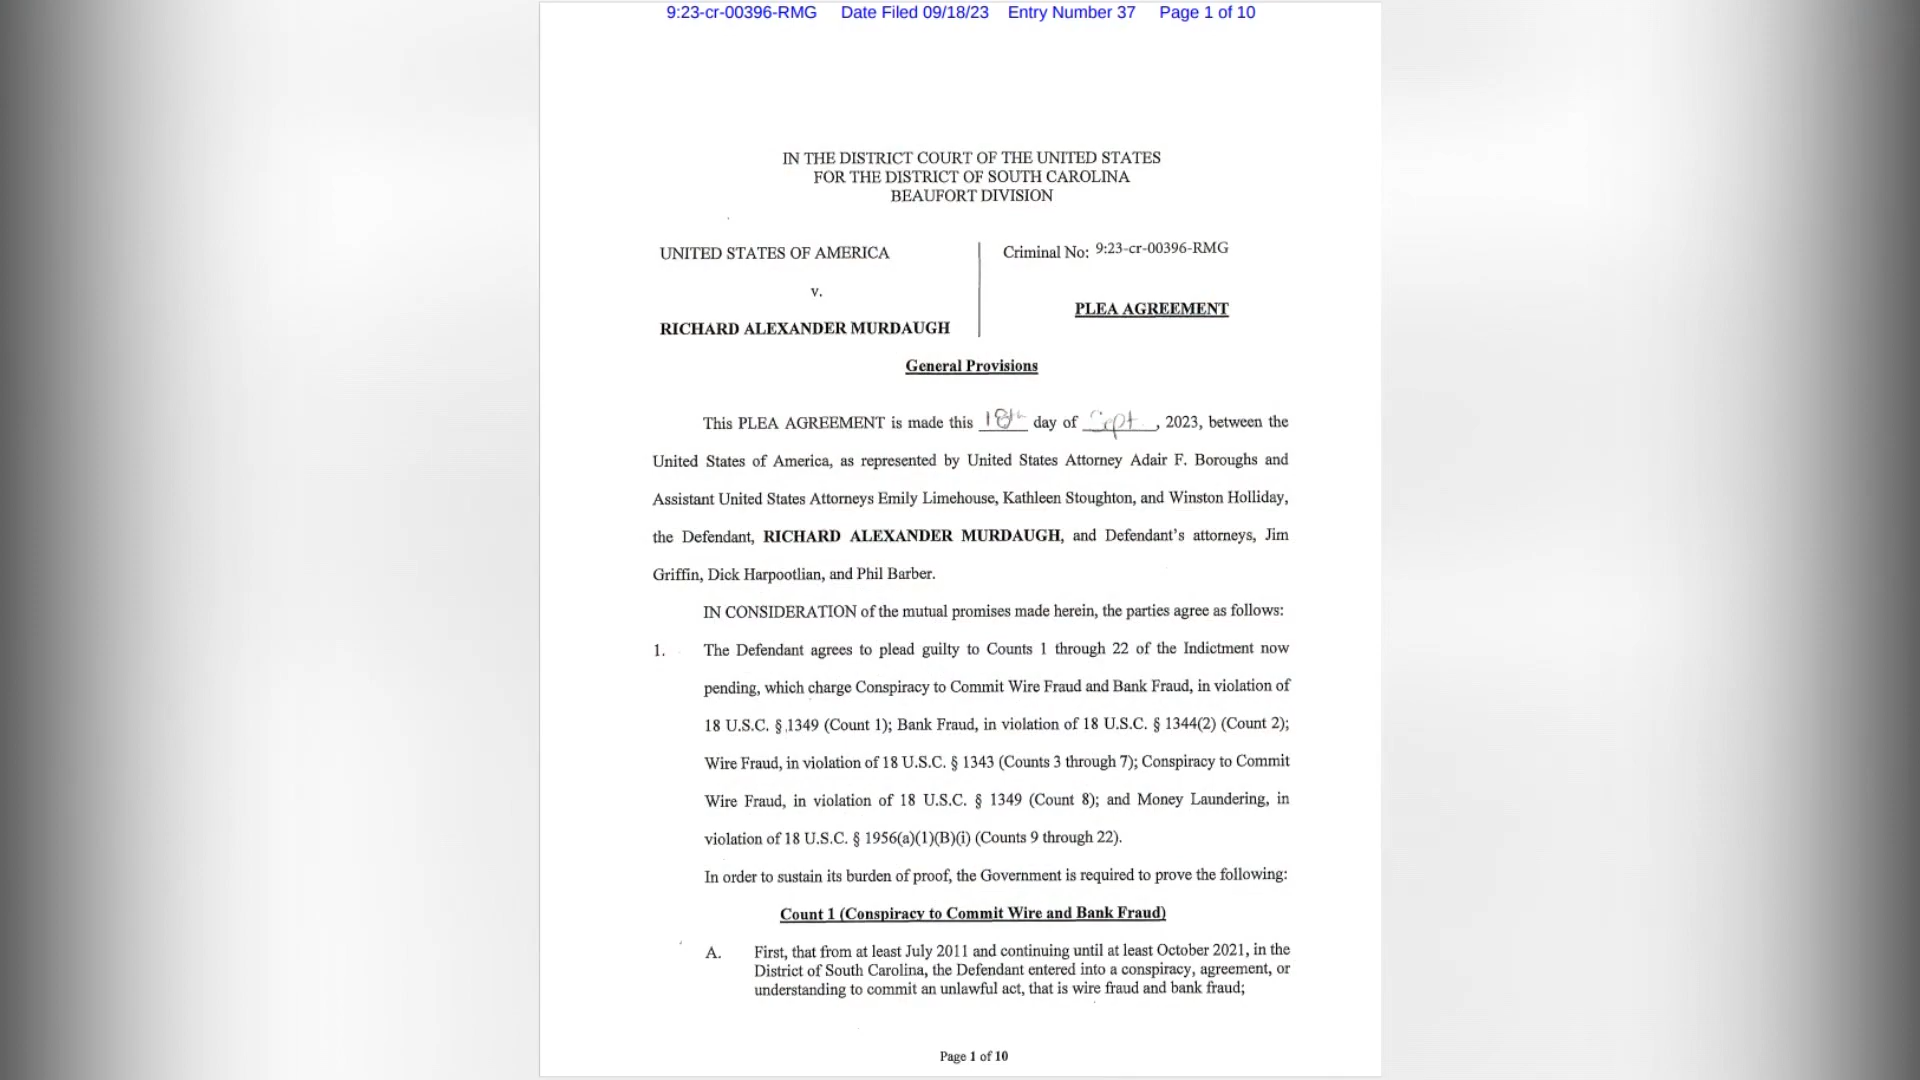 9:23-cr-00396-RMG Date Filed 09/18/23 Entry Number 37 Page 1 of 10
IN THE DISTRICT COURT OF THE UNITED STATES
FOR THE DISTRICT OF SOUTH CAROLINA
BEAUFORT DIVISION
UNITED STATES OF AMERICA
v.
RICHARD ALEXANDER MURDAUGH
Criminal No: 9:23-cr-00396-RMG
PLEA AGREEMENT
General Provisions
This PLEA AGREEMENT is made this 18th day of Sept, 2023, between the
United States of America, as represented by United States Attorney Adair F. Boroughs and
Assistant United States Attorneys Emily Limehouse, Kathleen Stoughton, and Winston Holliday,
the Defendant, RICHARD ALEXANDER MURDAUGH, and Defendant's attorneys, Jim
Griffin, Dick Harpootlian, and Phil Barber.
IN CONSIDERATION of the mutual promises made herein, the parties agree as follows:
1. The Defendant agrees to plead guilty to Counts 1 through 22 of the Indictment now
pending, which charge Conspiracy to Commit Wire Fraud and Bank Fraud, in violation of
18 U.S.C. § 1349 (Count 1); Bank Fraud, in violation of 18 U.S.C. § 1344(2) (Count 2);
Wire Fraud, in violation of 18 U.S.C. § 1343 (Counts 3 through 7); Conspiracy to Commit
Wire Fraud, in violation of 18 U.S.C. § 1349 (Count 8); and Money Laundering, in
violation of 18 U.S.C. § 1956(a)(1)(B)(i) (Counts 9 through 22).
In order to sustain its burden of proof, the Government is required to prove the following:
Count 1 (Conspiracy to Commit Wire and Bank Fraud)
A. First, that from at least July 2011 and continuing until at least October 2021, in the
District of South Carolina, the Defendant entered into a conspiracy, agreement, or
understanding to commit an unlawful act, that is wire fraud and bank fraud;
Page 1 of 10